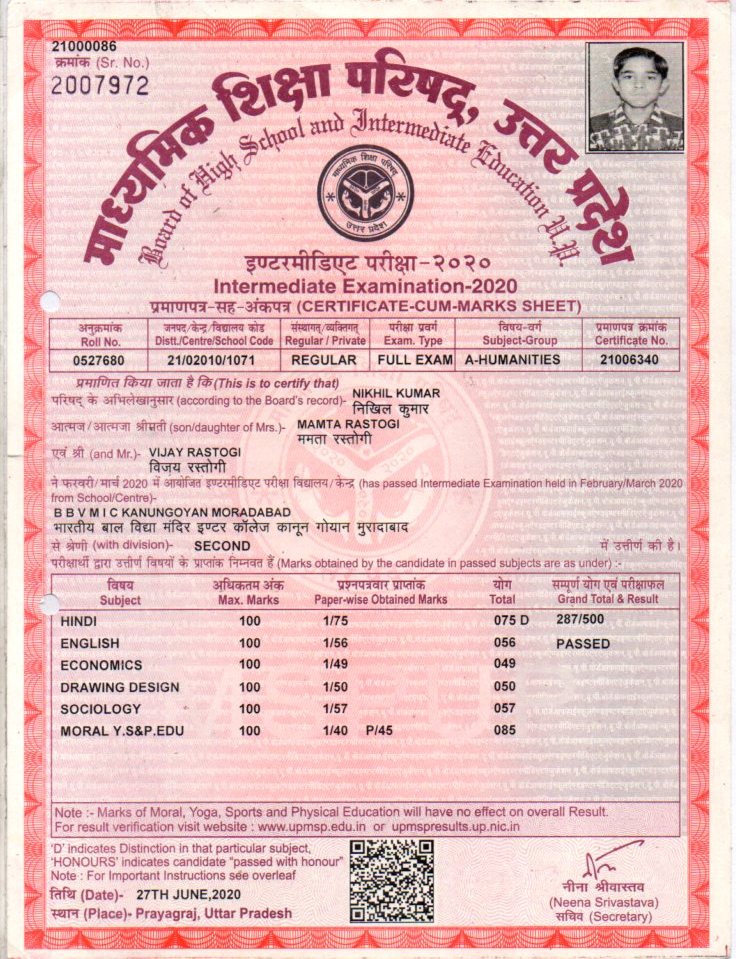 21000086
क्रमांक (Sr. No.)
2007972
माध्यमिक शिक्षा परिषद्, उत्तर प्रदेश
Board of High School and Intermediate Education U.P.
माध्यमिक शिक्षा परिषद्
उत्तर प्रदेश
इण्टरमीडिएट परीक्षा-२०२०
Intermediate Examination-2020
प्रमाणपत्र-सह-अंकपत्र (CERTIFICATE-CUM-MARKS SHEET)
अनुक्रमांक जनपद/केन्द्र/विद्यालय कोड संस्थागत/व्यक्तिगत परीक्षा प्रवर्ग विषय-वर्ग प्रमाणपत्र क्रमांक
Roll No. Distt./Centre/School Code Regular / Private Exam. Type Subject-Group Certificate No.
0527680 21/02010/1071 REGULAR FULL EXAM A-HUMANITIES 21006340
प्रमाणित किया जाता है कि (This is to certify that)
परिषद् के अभिलेखानुसार (according to the Board's record)- NIKHIL KUMAR
निखिल कुमार
आत्मज/आत्मजा श्रीमती (son/daughter of Mrs.)- MAMTA RASTOGI
ममता रस्तोगी
एवं श्री (and Mr.)- VIJAY RASTOGI
विजय रस्तोगी
ने फरवरी/मार्च 2020 में आयोजित इण्टरमीडिएट परीक्षा विद्यालय/केन्द्र (has passed Intermediate Examination held in February/March 2020
from School/Centre)-
B B V M I C KANUNGOYAN MORADABAD
भारतीय बाल विद्या मंदिर इण्टर कॉलेज कानून गोयान मुरादाबाद
से श्रेणी (with division)- SECOND में उत्तीर्ण की है।
परीक्षार्थी द्वारा उत्तीर्ण विषयों के प्राप्तांक निम्नवत हैं (Marks obtained by the candidate in passed subjects are as under) :-
विषय अधिकतम अंक प्रश्नपत्रवार प्राप्तांक योग सम्पूर्ण योग एवं परीक्षाफल
Subject Max. Marks Paper-wise Obtained Marks Total Grand Total & Result
HINDI 100 1/75 075 D 287/500
ENGLISH 100 1/56 056 PASSED
ECONOMICS 100 1/49 049
DRAWING DESIGN 100 1/50 050
SOCIOLOGY 100 1/57 057
MORAL Y.S&P.EDU 100 1/40 P/45 085
Note :- Marks of Moral, Yoga, Sports and Physical Education will have no effect on overall Result.
For result verification visit website : www.upmsp.edu.in or upmspresults.up.nic.in
'D' indicates Distinction in that particular subject,
'HONOURS' indicates candidate "passed with honour"
Note : For Important Instructions see overleaf
तिथि (Date)- 27TH JUNE,2020
स्थान (Place)- Prayagraj, Uttar Pradesh
नीना श्रीवास्तव
(Neena Srivastava)
सचिव (Secretary)